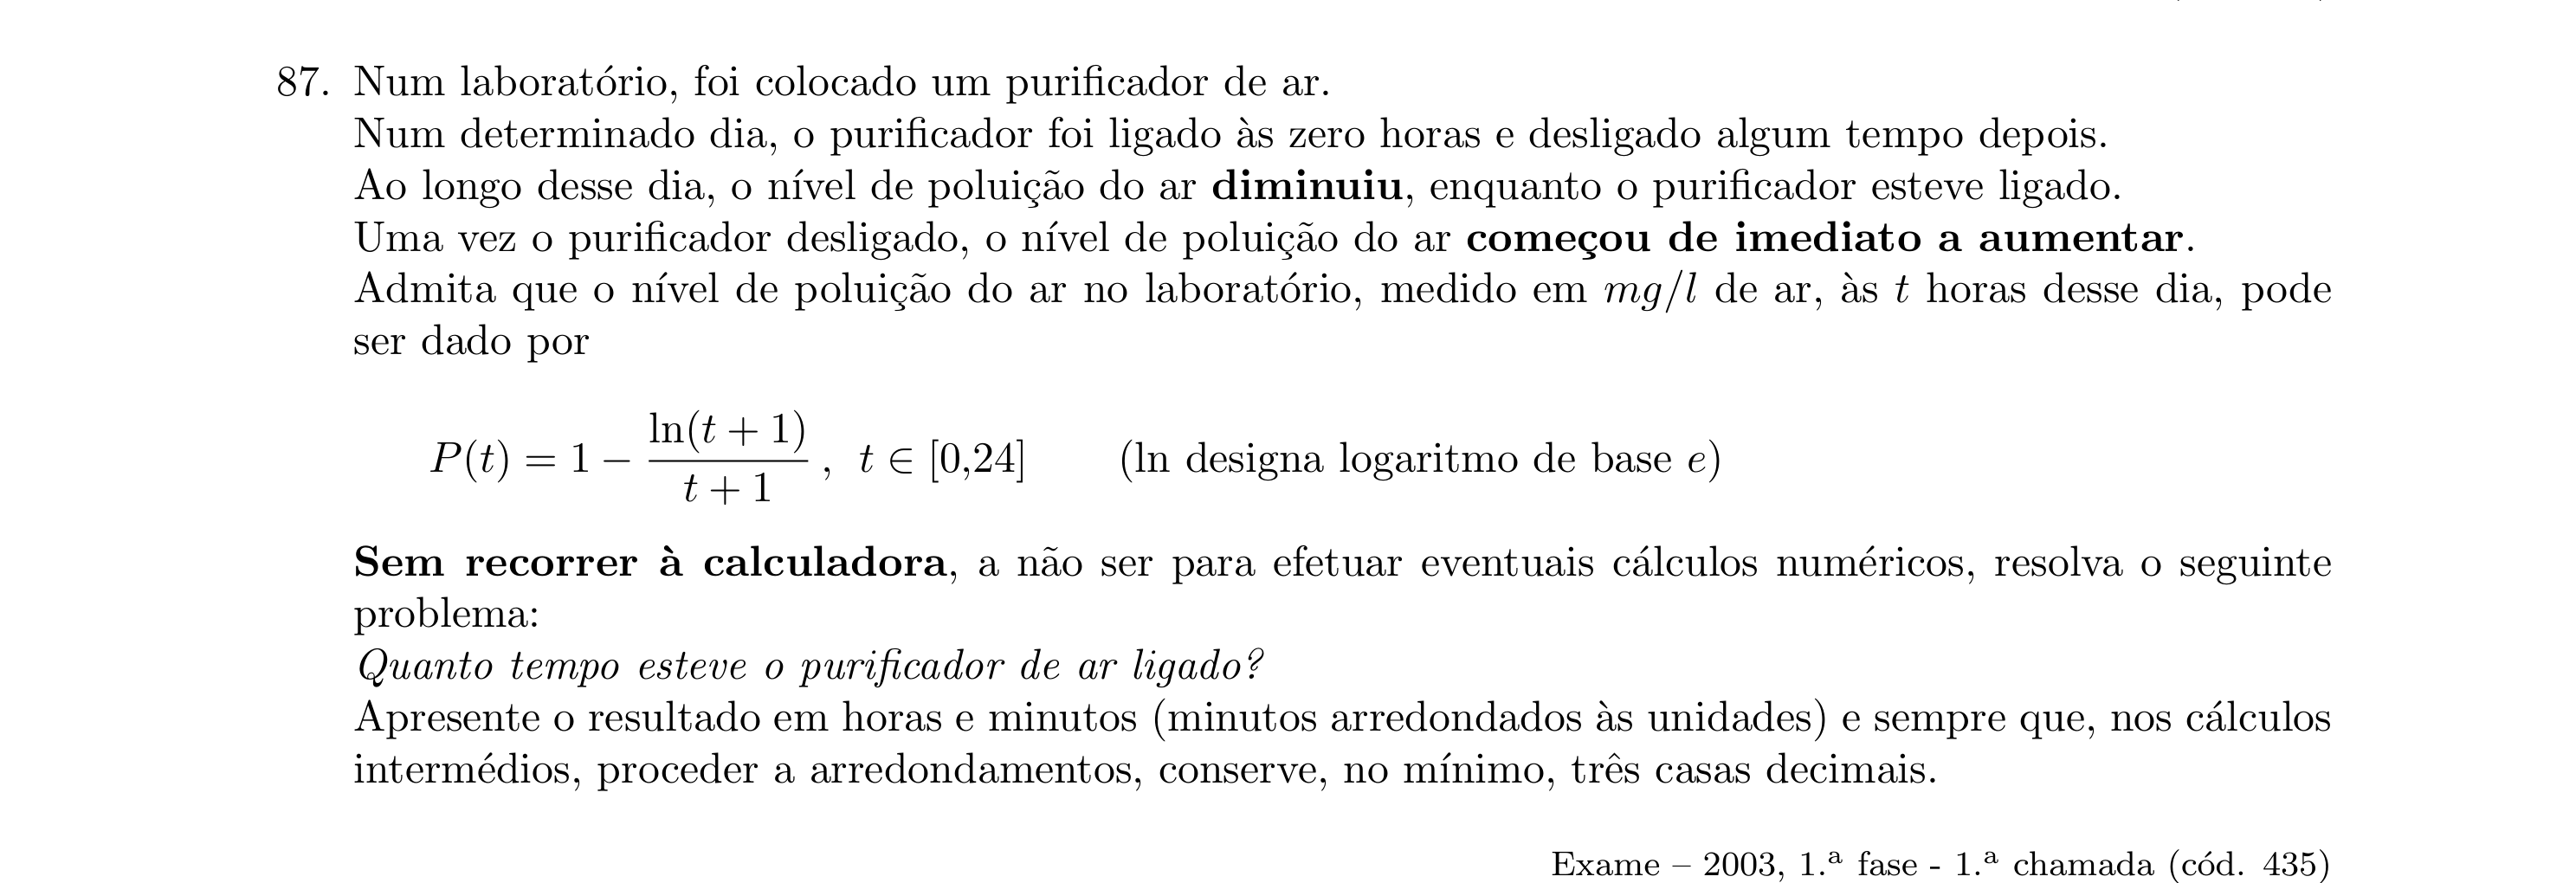 87. Num laboratório, foi colocado um purificador de ar.
Num determinado dia, o purificador foi ligado às zero horas e desligado algum tempo depois.
Ao longo desse dia, o nível de poluição do ar diminuiu, enquanto o purificador esteve ligado.
Uma vez o purificador desligado, o nível de poluição do ar começou de imediato a aumentar.
Admita que o nível de poluição do ar no laboratório, medido em mg/l de ar, às t horas desse dia, pode
ser dado por
P(t) = 1 − ln(t + 1)/(t + 1) , t ∈ [0,24] (ln designa logaritmo de base e)
Sem recorrer à calculadora, a não ser para efetuar eventuais cálculos numéricos, resolva o seguinte
problema:
Quanto tempo esteve o purificador de ar ligado?
Apresente o resultado em horas e minutos (minutos arredondados às unidades) e sempre que, nos cálculos
intermédios, proceder a arredondamentos, conserve, no mínimo, três casas decimais.
Exame – 2003, 1.ª fase - 1.ª chamada (cód. 435)